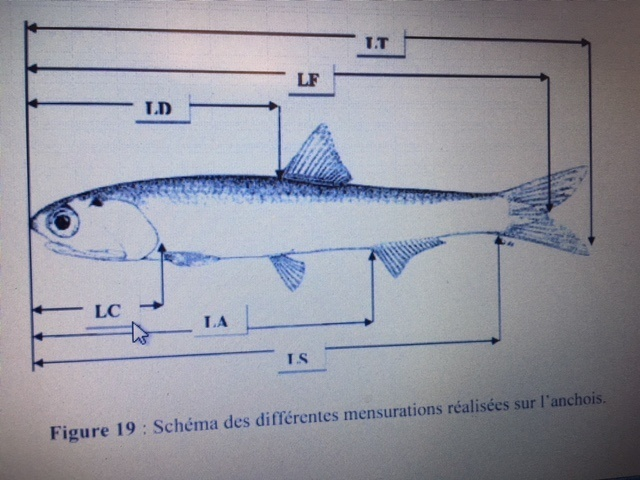 LT
LF
LD
LC
LA
LS
Figure 19 : Schéma des différentes mensurations réalisées sur l'anchois.